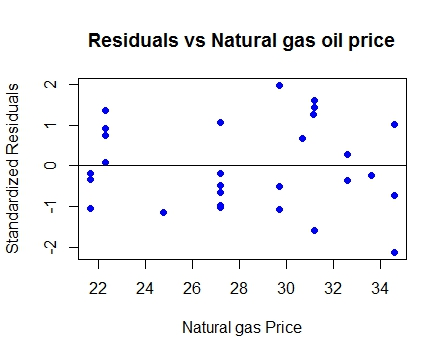 Residuals vs Natural gas oil price
Standardized Residuals
2
1
0
-1
-2
22 24 26 28 30 32 34
Natural gas Price